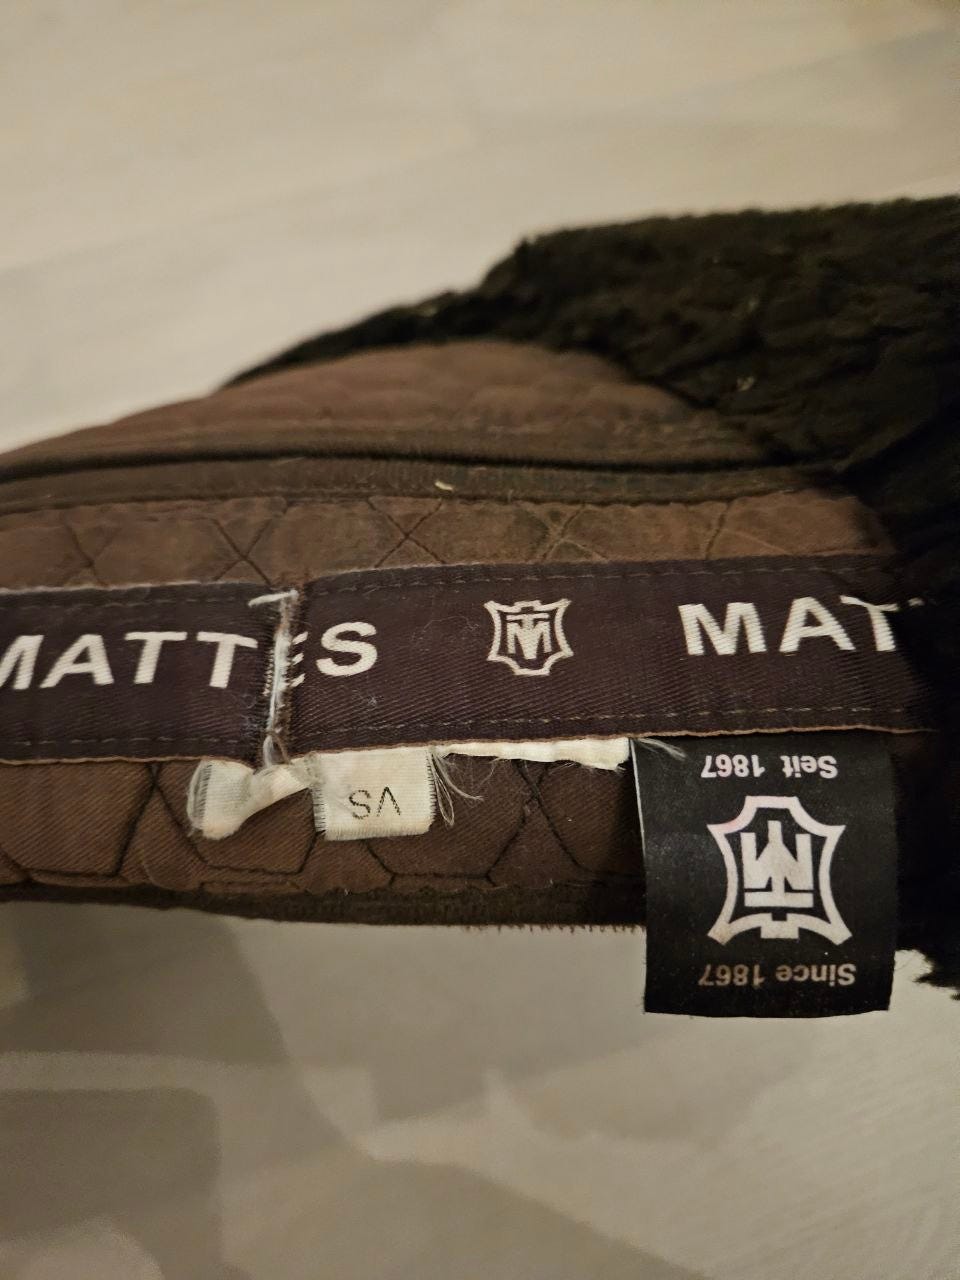 MATTES MAT
VS
Seit 1867
Since 1867